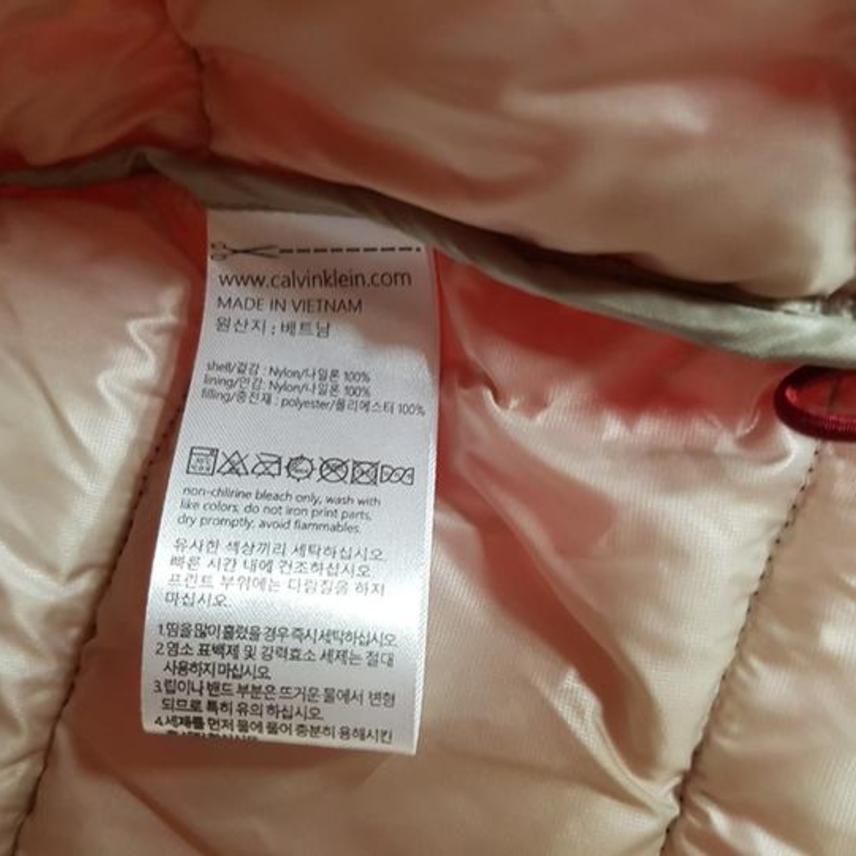 www.calvinklein.com
MADE IN VIETNAM
원산지 : 베트남
shell/겉감 : Nylon/나일론 100%
lining/안감: Nylon/나일론 100%
filling/충전재 : polyester/폴리에스터 100%
non-chlirine bleach only, wash with
like colors, do not iron print parts,
dry promptly, avoid flammables.
유사한 색상끼리 세탁하십시오.
빠른 시간 내에 건조하십시오
프린트 부위에는 다림질을 하지
마십시오.
1.땀을 많이 흘렸을 경우 즉시 세탁하십시오.
2.염소 표백제 및 강력효소 세제는 절대
사용하지 마십시오.
3.립이나 밴드 부분은 뜨거운 물에서 변형
되므로 특히 유의 하십시오.
4.세제를 먼저 물에 풀어 충분히 용해시킨